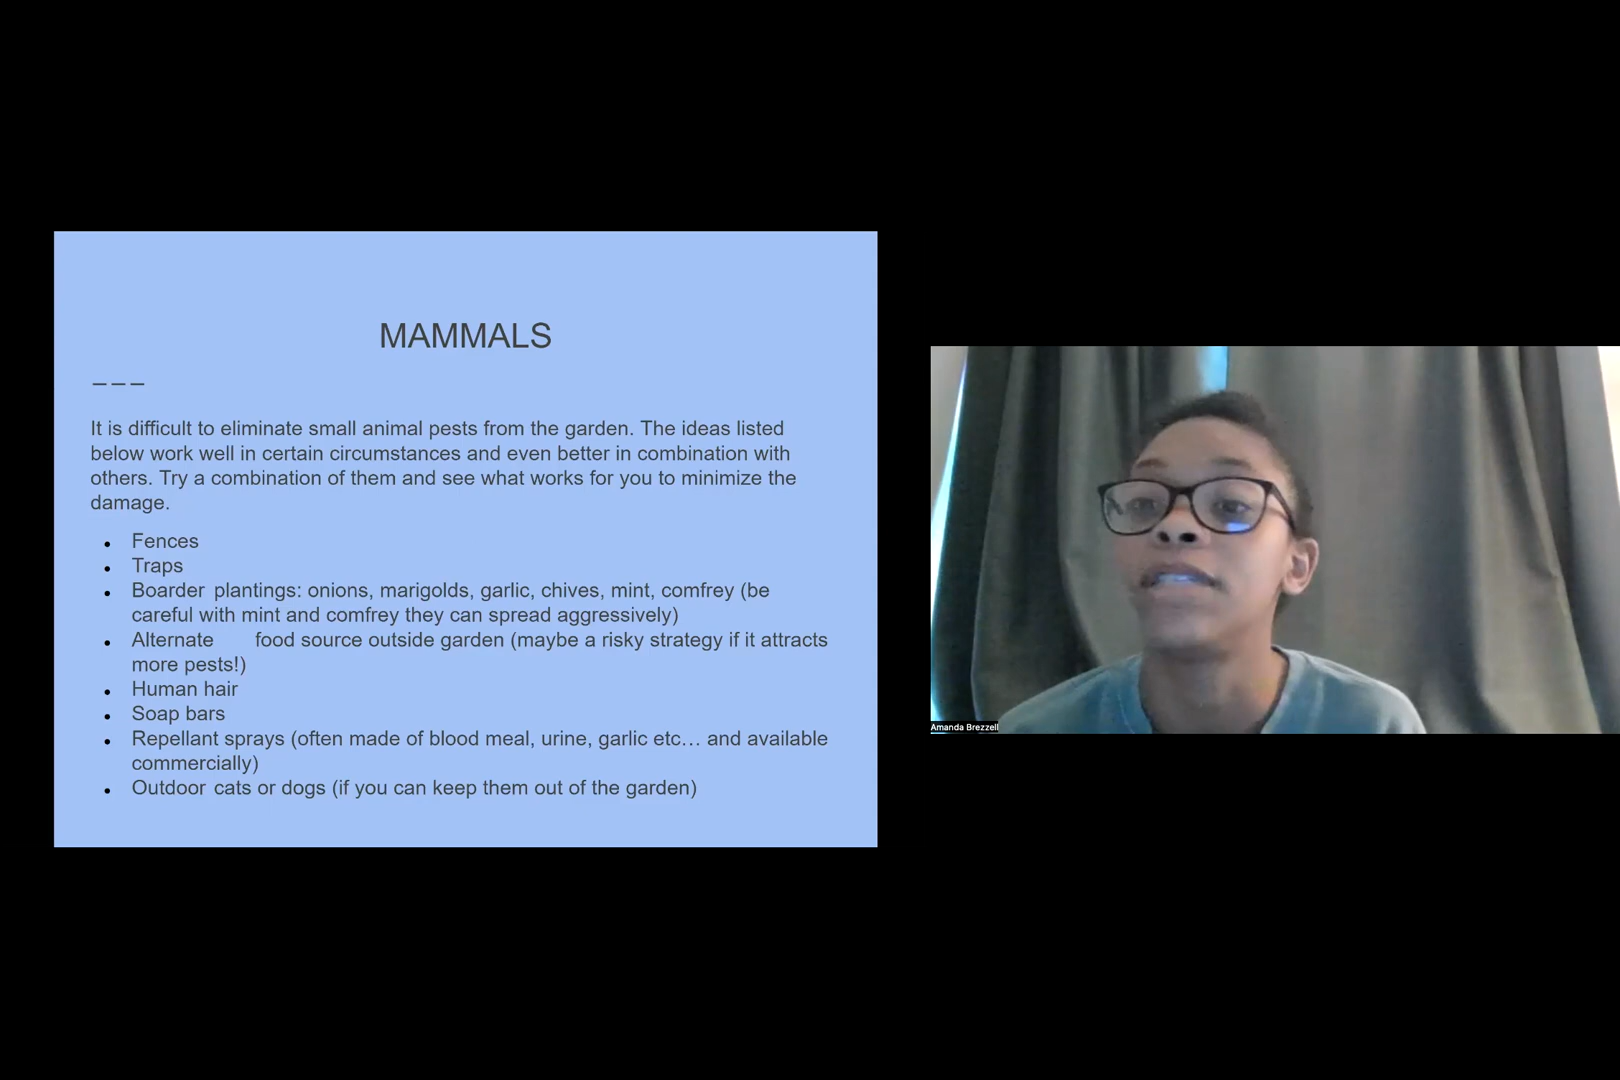 MAMMALS
It is difficult to eliminate small animal pests from the garden. The ideas listed
below work well in certain circumstances and even better in combination with
others. Try a combination of them and see what works for you to minimize the
damage.
Fences
Traps
Boarder plantings: onions, marigolds, garlic, chives, mint, comfrey (be
careful with mint and comfrey they can spread aggressively)
Alternate food source outside garden (maybe a risky strategy if it attracts
more pests!)
Human hair
Soap bars
Repellant sprays (often made of blood meal, urine, garlic etc… and available
commercially)
Outdoor cats or dogs (if you can keep them out of the garden)
Amanda Brezzell